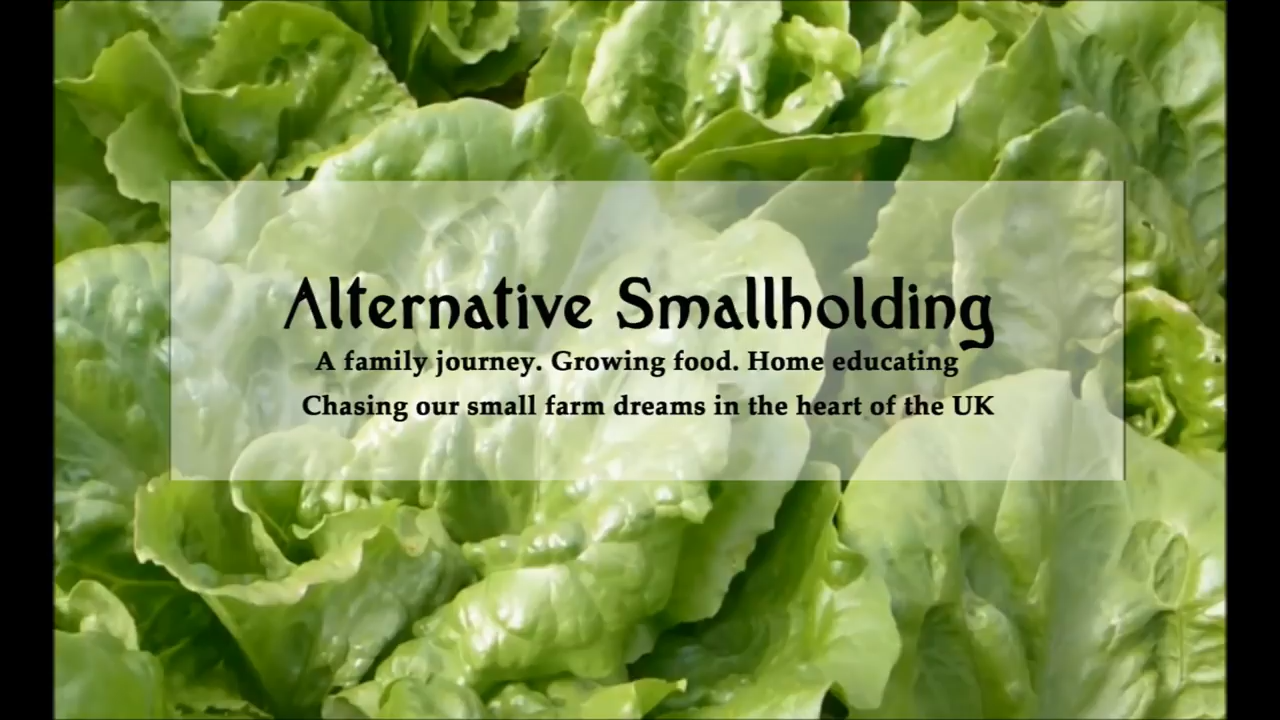 Alternative Smallholding
A family journey. Growing food. Home educating
Chasing our small farm dreams in the heart of the UK